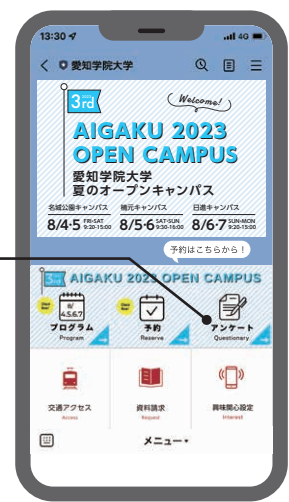 13:30
4G
愛知学院大学
3rd
Welcome!
AIGAKU 2023
OPEN CAMPUS
愛知学院大学
夏のオープンキャンパス
名城公園キャンパス 楠元キャンパス 日進キャンパス
8/4·5 FRI·SAT 9:30-15:00 8/5·6 SAT·SUN 9:30-16:00 8/6·7 SUN·MON 9:20-15:00
予約はこちらから!
3rd AIGAKU 2023 OPEN CAMPUS
8/
4.5.6.7
プログラム 予約 アンケート
Program Reserve Questionary
交通アクセス 資料請求 興味関心設定
Access Request Interest
メニュー▾